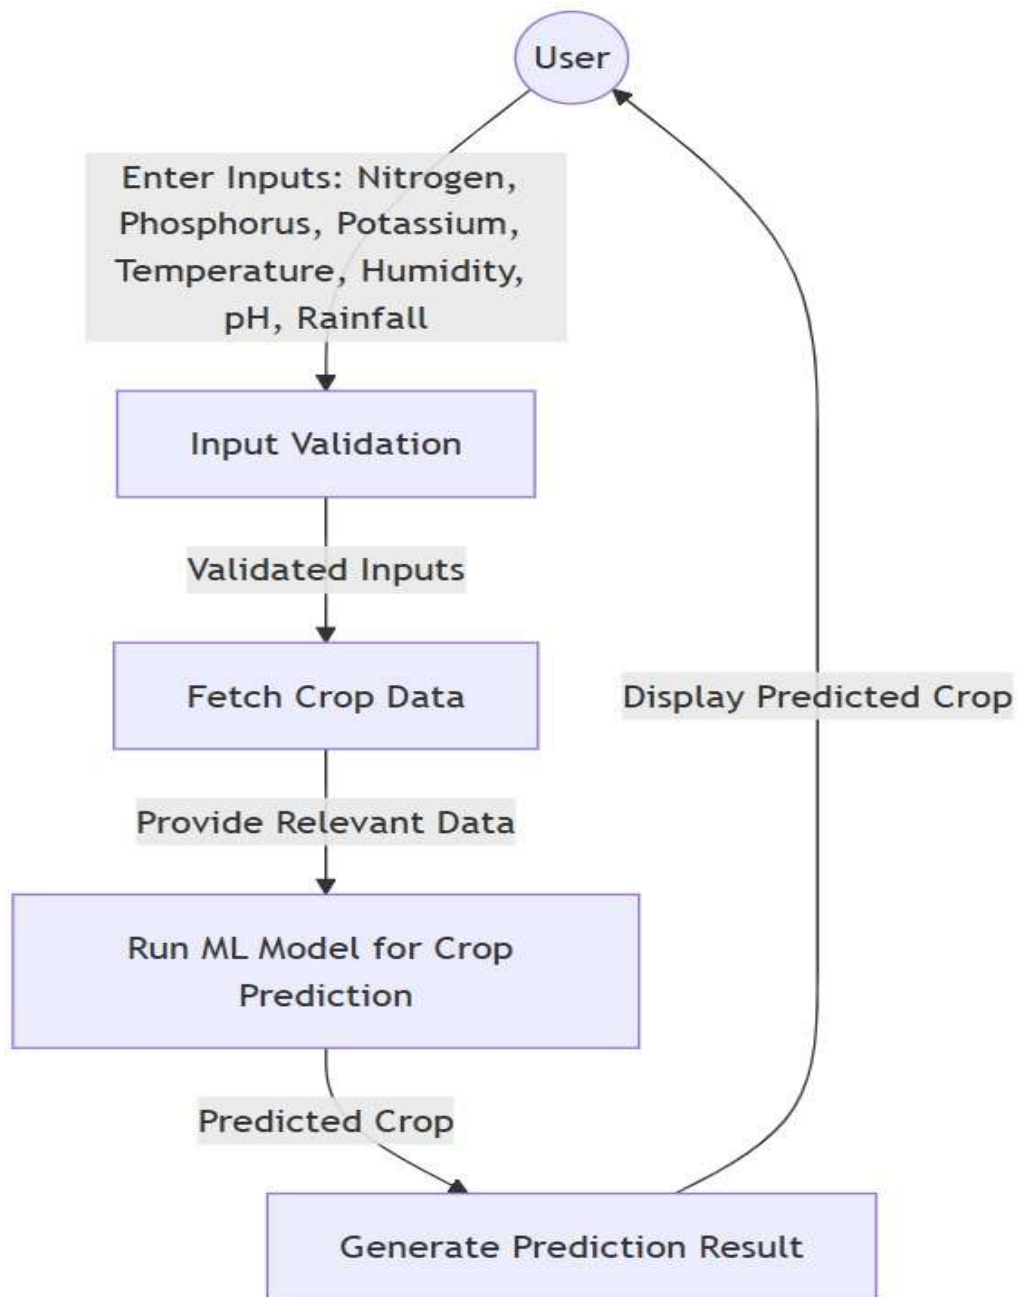 User
Enter Inputs: Nitrogen,
Phosphorus, Potassium,
Temperature, Humidity,
pH, Rainfall
Input Validation
Validated Inputs
Fetch Crop Data
Display Predicted Crop
Provide Relevant Data
Run ML Model for Crop
Prediction
Predicted Crop
Generate Prediction Result